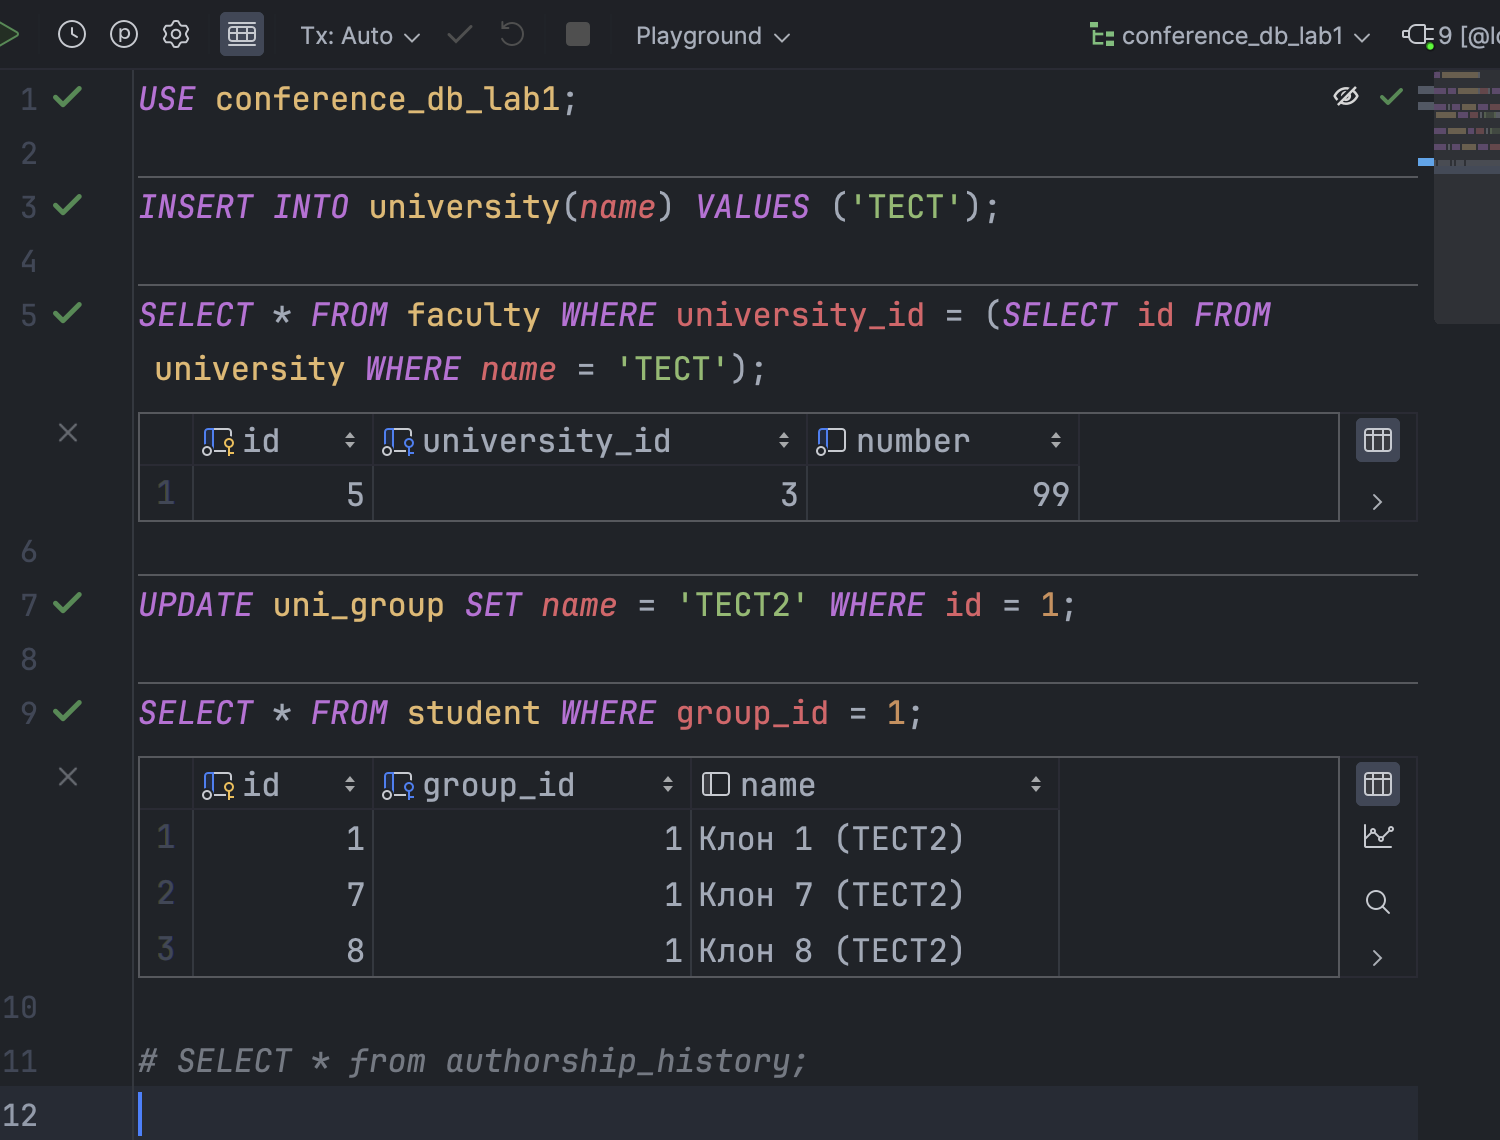 Tx: Auto Playground conference_db_lab1 9 [@lo
1 USE conference_db_lab1;
2
3 INSERT INTO university(name) VALUES ('ТЕСТ');
4
5 SELECT * FROM faculty WHERE university_id = (SELECT id FROM
university WHERE name = 'ТЕСТ');
id university_id number
1 5 3 99
6
7 UPDATE uni_group SET name = 'ТЕСТ2' WHERE id = 1;
8
9 SELECT * FROM student WHERE group_id = 1;
id group_id name
1 1 1 Клон 1 (ТЕСТ2)
2 7 1 Клон 7 (ТЕСТ2)
3 8 1 Клон 8 (ТЕСТ2)
10
11 # SELECT * from authorship_history;
12